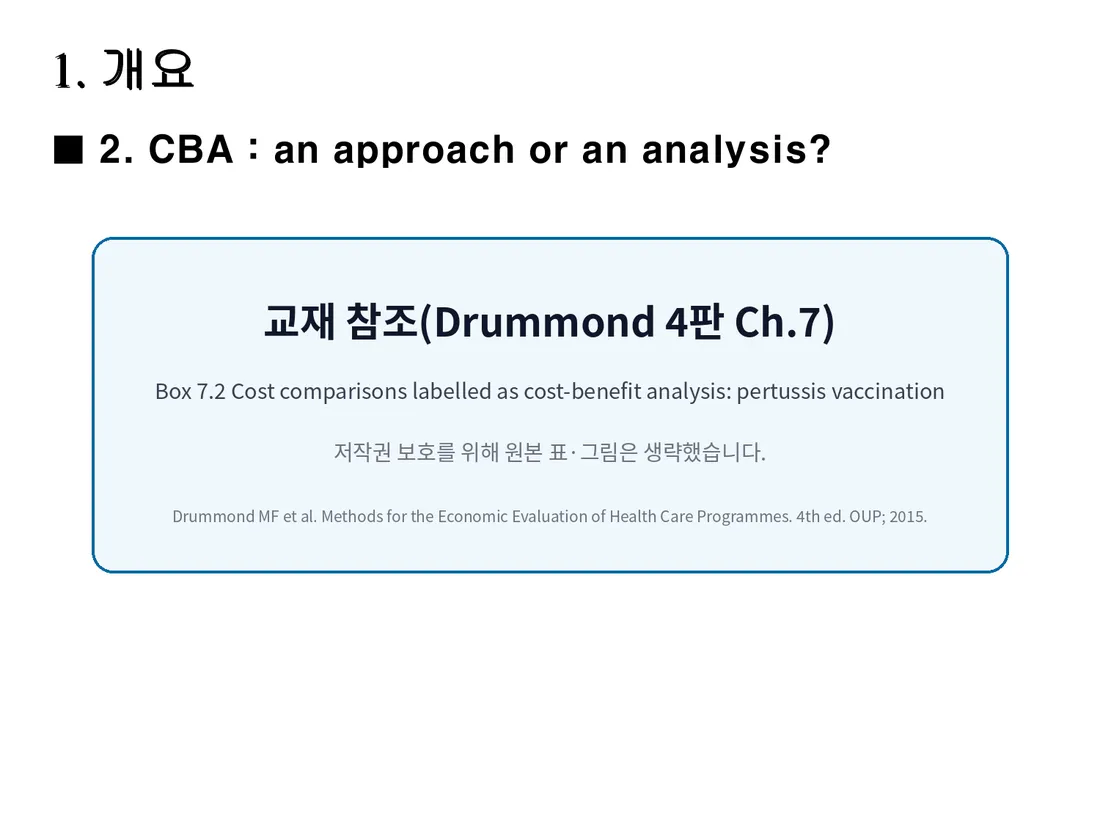 1. 개요
■ 2. CBA : an approach or an analysis?
교재 참조(Drummond 4판 Ch.7)
Box 7.2 Cost comparisons labelled as cost-benefit analysis: pertussis vaccination
저작권 보호를 위해 원본 표·그림은 생략했습니다.
Drummond MF et al. Methods for the Economic Evaluation of Health Care Programmes. 4th ed. OUP; 2015.